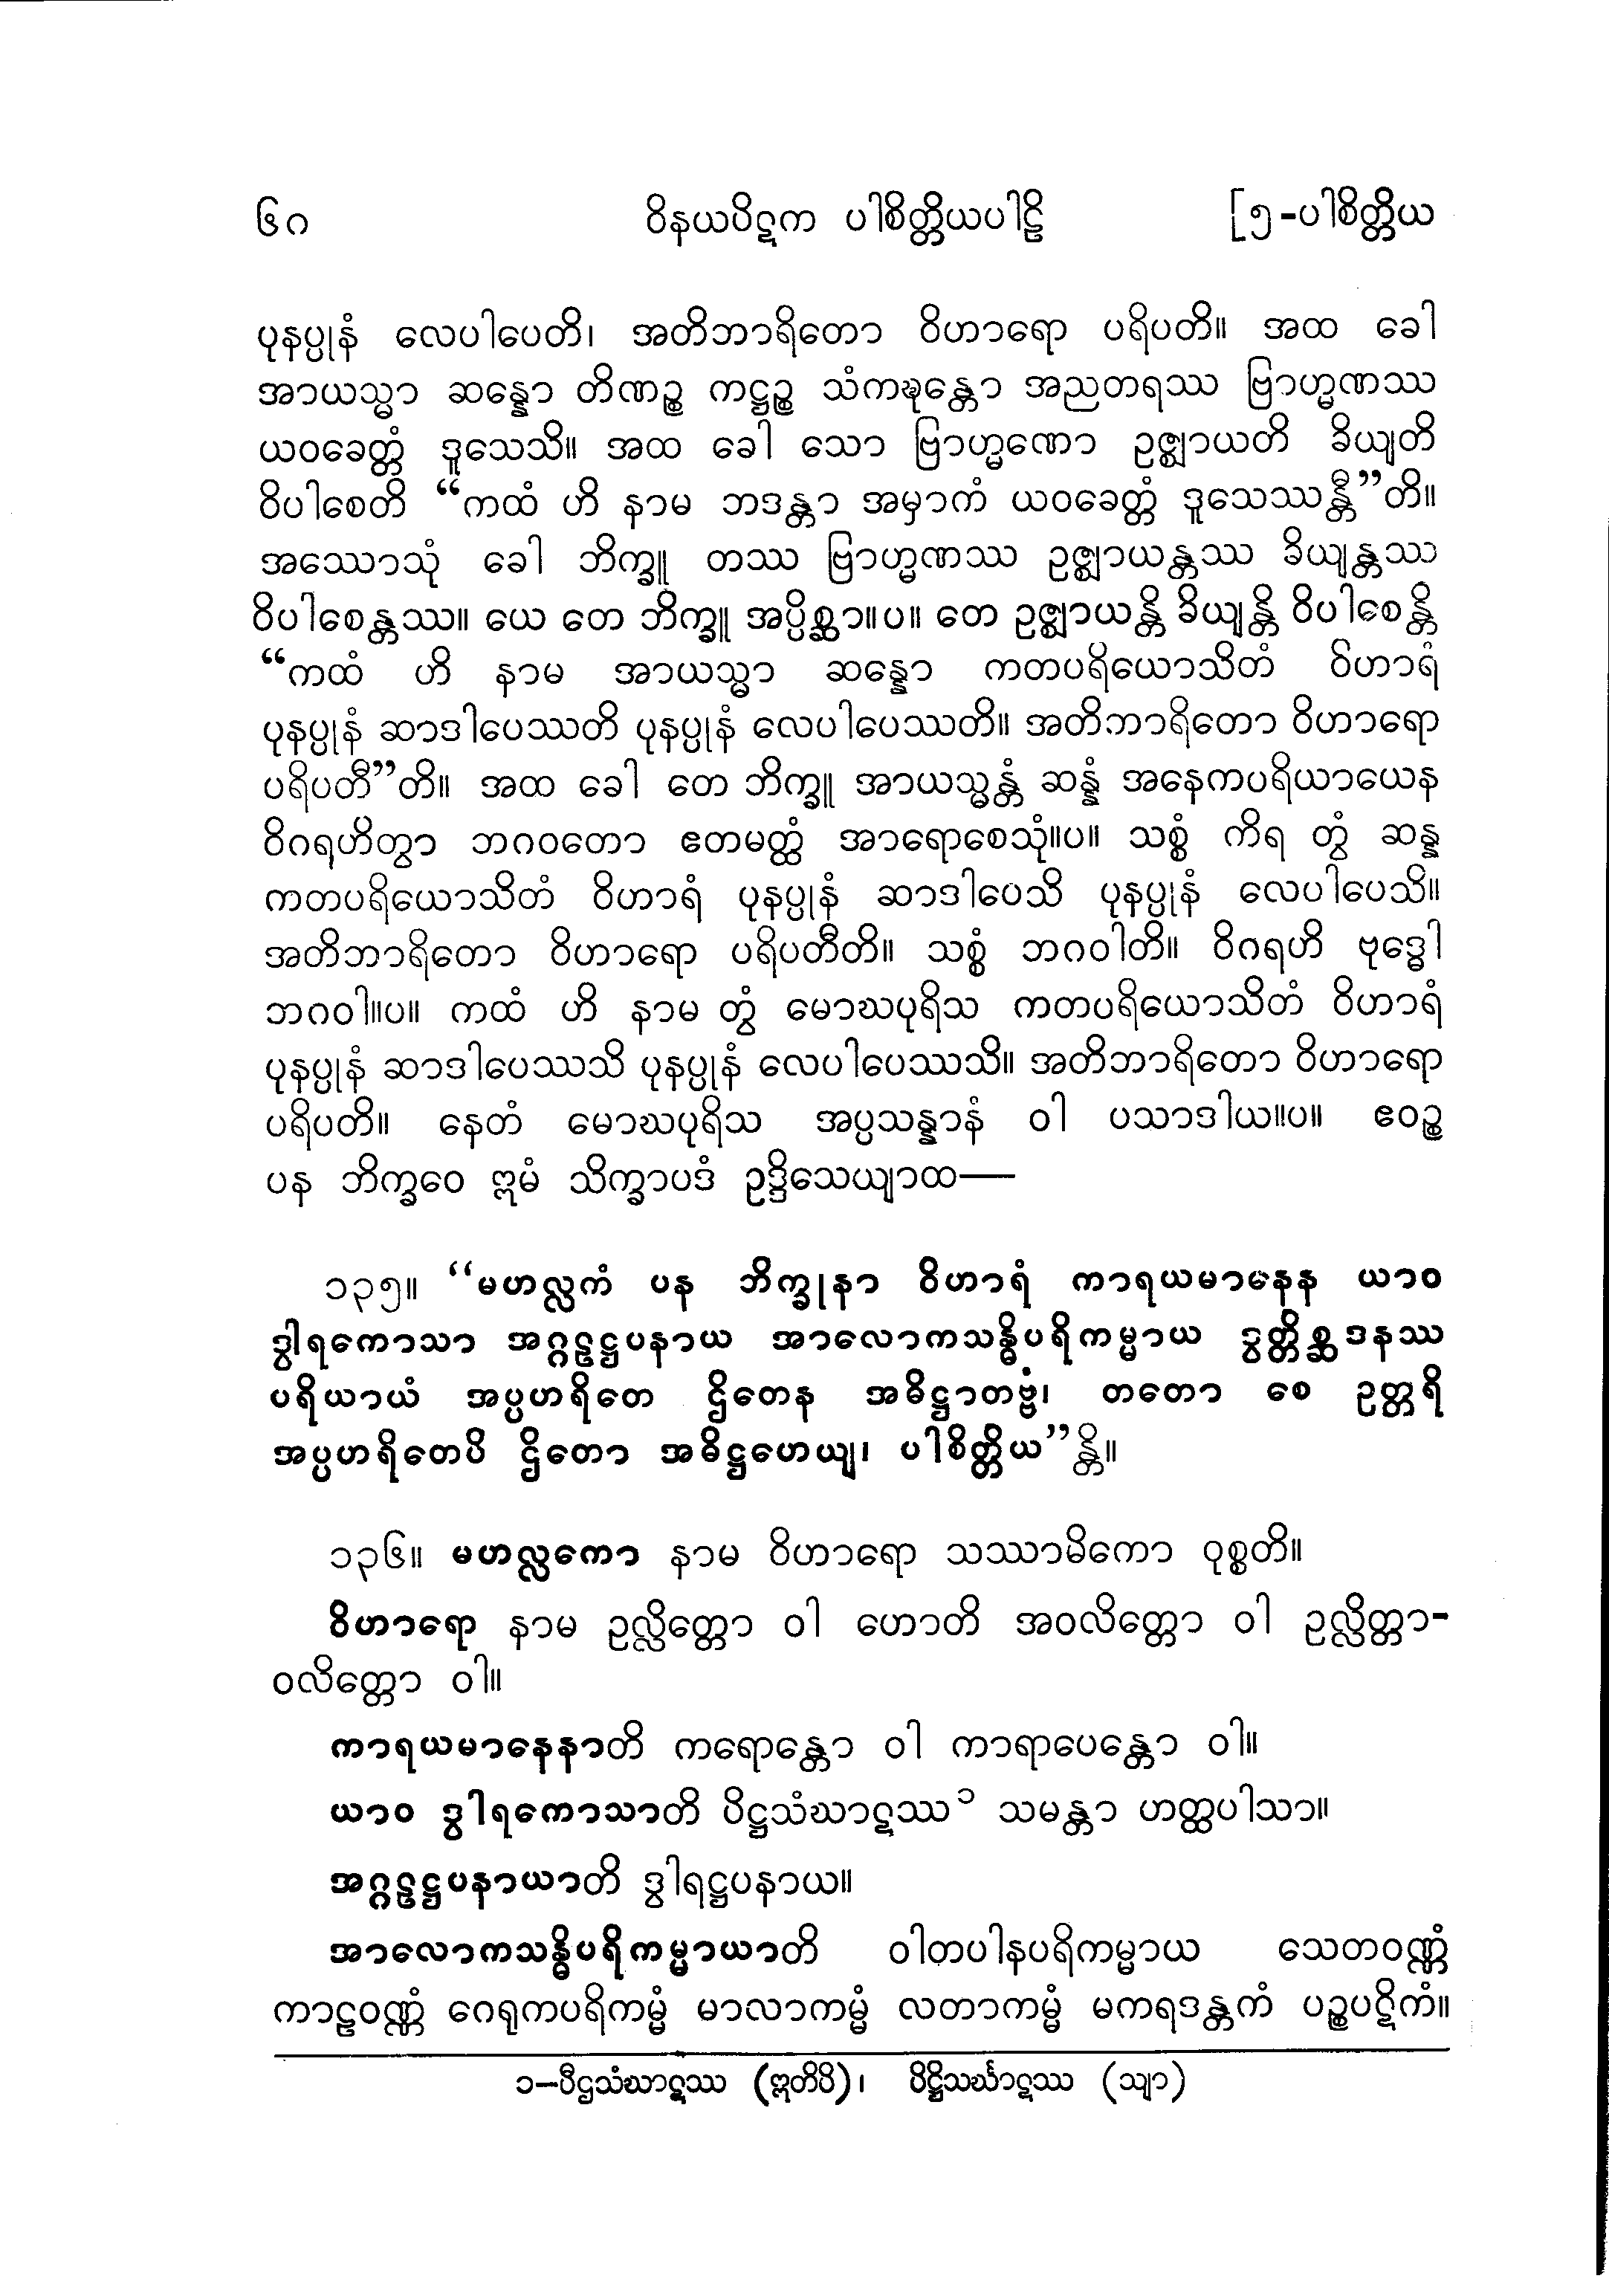 ၆၈ ဝိနယပိဋက ပါစိတ္တိယပါဠိ [၅-ပါစိတ္တိယ
ပုနပ္ပုနံ လေပါပေတိ၊ အတိဘာရိတော ဝိဟာရော ပရိပတိ။ အထ ခေါ
အာယသ္မာ ဆန္နော တိဏဉ္စ ကဋ္ဌဉ္စ သံကဍ္ဎန္တော အညတရဿ ဗြာဟ္မဏဿ
ယဝခေတ္တံ ဒူသေသိ။ အထ ခေါ သော ဗြာဟ္မဏော ဥဇ္ဈာယတိ ခိယျတိ
ဝိပါစေတိ “ကထံ ဟိ နာမ ဘဒန္တာ အမှာကံ ယဝခေတ္တံ ဒူသေဿန္တီ”တိ။
အဿောသုံ ခေါ ဘိက္ခူ တဿ ဗြာဟ္မဏဿ ဥဇ္ဈာယန္တဿ ခိယျန္တဿ
ဝိပါစေန္တဿ။ ယေ တေ ဘိက္ခူ အပ္ပိစ္ဆာ။ပ။ တေ ဥဇ္ဈာယန္တိ ခိယျန္တိ ဝိပါစေန္တိ
“ကထံ ဟိ နာမ အာယသ္မာ ဆန္နော ကတပရိယောသိတံ ဝိဟာရံ
ပုနပ္ပုနံ ဆာဒါပေဿတိ ပုနပ္ပုနံ လေပါပေဿတိ။ အတိဘာရိတော ဝိဟာရော
ပရိပတီ”တိ။ အထ ခေါ တေ ဘိက္ခူ အာယသ္မန္တံ ဆန္နံ အနေကပရိယာယေန
ဝိဂရဟိတွာ ဘဂဝတော ဧတမတ္ထံ အာရောစေသုံ။ပ။ သစ္စံ ကိရ တွံ ဆန္န
ကတပရိယောသိတံ ဝိဟာရံ ပုနပ္ပုနံ ဆာဒါပေသိ ပုနပ္ပုနံ လေပါပေသိ။
အတိဘာရိတော ဝိဟာရော ပရိပတီတိ။ သစ္စံ ဘဂဝါတိ။ ဝိဂရဟိ ဗုဒ္ဓေါ
ဘဂဝါ။ပ။ ကထံ ဟိ နာမ တွံ မောဃပုရိသ ကတပရိယောသိတံ ဝိဟာရံ
ပုနပ္ပုနံ ဆာဒါပေဿသိ ပုနပ္ပုနံ လေပါပေဿသိ။ အတိဘာရိတော ဝိဟာရော
ပရိပတိ။ နေတံ မောဃပုရိသ အပ္ပသန္နာနံ ဝါ ပသာဒါယ။ပ။ ဧဝဉ္စ
ပန ဘိက္ခဝေ ဣမံ သိက္ခာပဒံ ဥဒ္ဒိသေယျာထ—
၁၃၅။ “မဟလ္လကံ ပန ဘိက္ခုနာ ဝိဟာရံ ကာရယမာနေန ယာဝ
ဒွါရကောသာ အဂ္ဂဠဋ္ဌပနာယ အာလောကသန္ဓိပရိကမ္မာယ ဒွတ္တိစ္ဆဒနဿ
ပရိယာယံ အပ္ပဟရိတေ ဌိတေန အဓိဋ္ဌာတဗ္ဗံ၊ တတော စေ ဥတ္တရိ
အပ္ပဟရိတေပိ ဌိတော အဓိဋ္ဌဟေယျ၊ ပါစိတ္တိယ”န္တိ။
၁၃၆။ မဟလ္လကော နာမ ဝိဟာရော သဿာမိကော ဝုစ္စတိ။
ဝိဟာရော နာမ ဥလ္လိတ္တော ဝါ ဟောတိ အဝလိတ္တော ဝါ ဥလ္လိတ္တာ-
ဝလိတ္တော ဝါ။
ကာရယမာနေနာတိ ကရောန္တော ဝါ ကာရာပေန္တော ဝါ။
ယာဝ ဒွါရကောသာတိ ပိဋ္ဌသံဃာဋဿ ၁ သမန္တာ ဟတ္ထပါသာ။
အဂ္ဂဠဋ္ဌပနာယာတိ ဒွါရဋ္ဌပနာယ။
အာလောကသန္ဓိပရိကမ္မာယာတိ ဝါတပါနပရိကမ္မာယ သေတဝဏ္ဏံ
ကာဠဝဏ္ဏံ ဂေရုကပရိကမ္မံ မာလာကမ္မံ လတာကမ္မံ မကရဒန္တကံ ပဉ္စပဋိကံ။
၁—ပီဌသံဃာဋဿ (ဣတိပိ)၊ ပိဋ္ဌိသင်္ဃာဋဿ (သျာ)